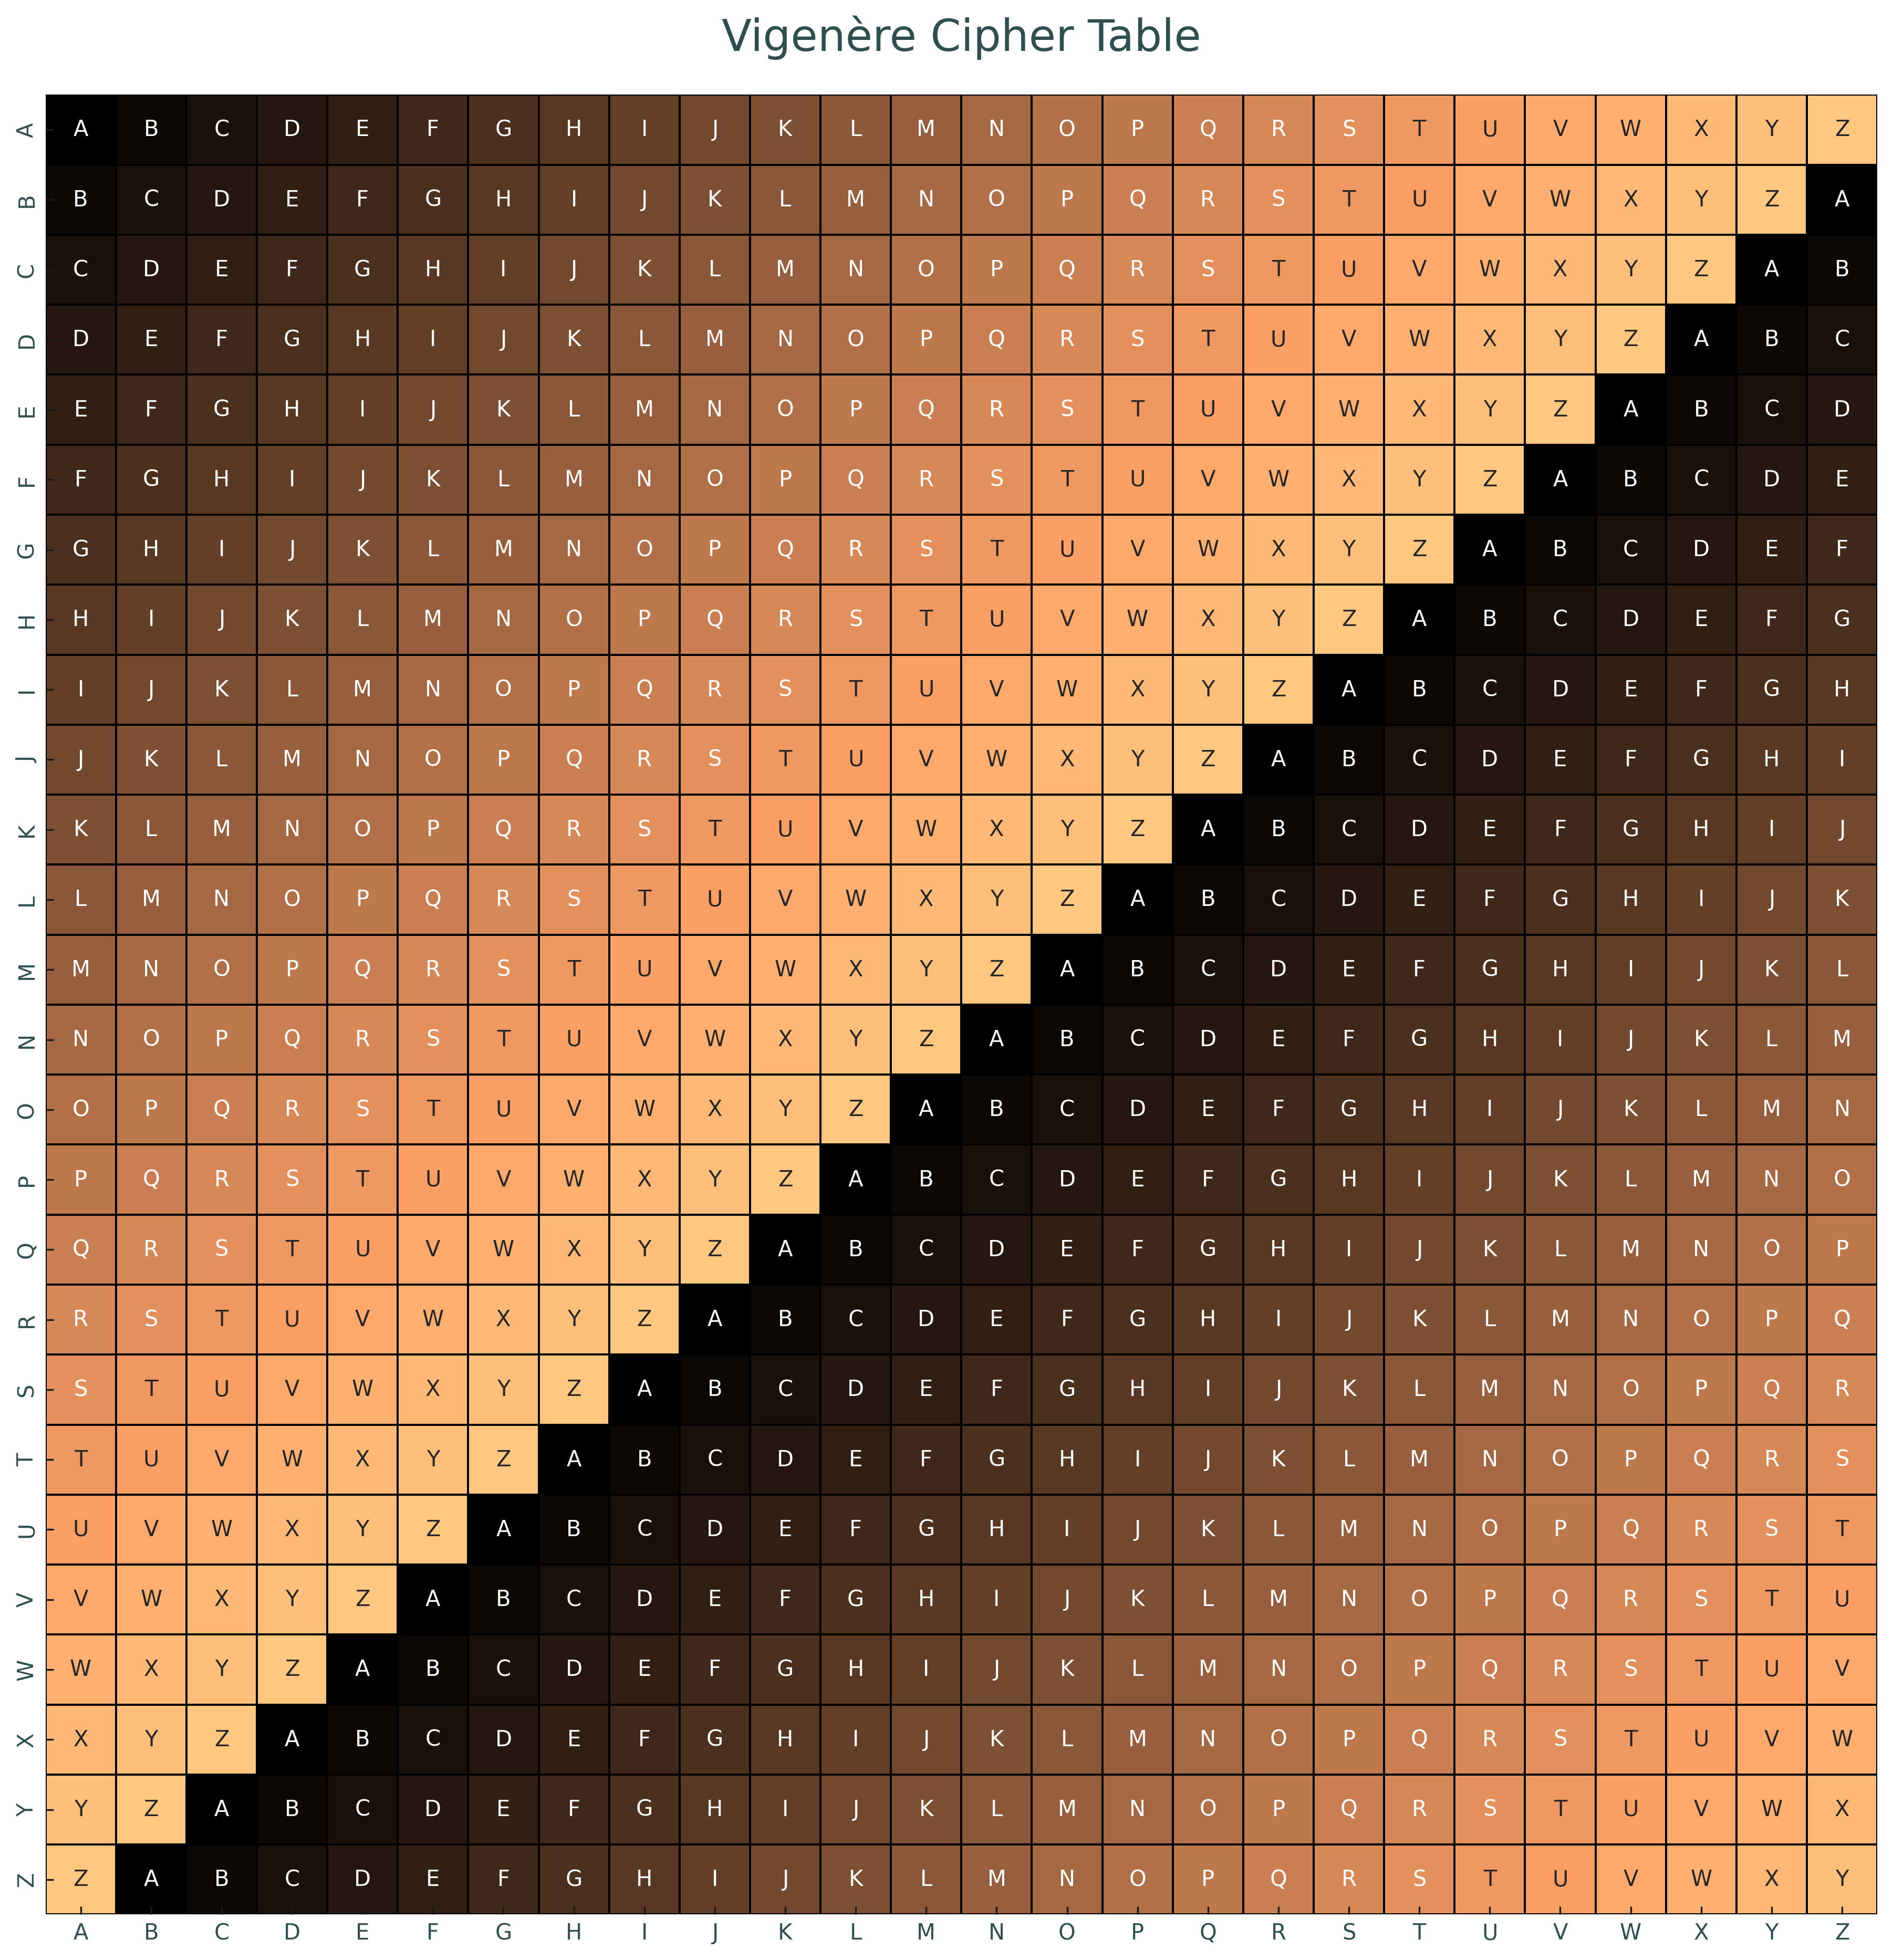 Vigenère Cipher Table
A A B C D E F G H I J K L M N O P Q R S T U V W X Y Z
B B C D E F G H I J K L M N O P Q R S T U V W X Y Z A
C C D E F G H I J K L M N O P Q R S T U V W X Y Z A B
D D E F G H I J K L M N O P Q R S T U V W X Y Z A B C
E E F G H I J K L M N O P Q R S T U V W X Y Z A B C D
F F G H I J K L M N O P Q R S T U V W X Y Z A B C D E
G G H I J K L M N O P Q R S T U V W X Y Z A B C D E F
H H I J K L M N O P Q R S T U V W X Y Z A B C D E F G
I I J K L M N O P Q R S T U V W X Y Z A B C D E F G H
J J K L M N O P Q R S T U V W X Y Z A B C D E F G H I
K K L M N O P Q R S T U V W X Y Z A B C D E F G H I J
L L M N O P Q R S T U V W X Y Z A B C D E F G H I J K
M M N O P Q R S T U V W X Y Z A B C D E F G H I J K L
N N O P Q R S T U V W X Y Z A B C D E F G H I J K L M
O O P Q R S T U V W X Y Z A B C D E F G H I J K L M N
P P Q R S T U V W X Y Z A B C D E F G H I J K L M N O
Q Q R S T U V W X Y Z A B C D E F G H I J K L M N O P
R R S T U V W X Y Z A B C D E F G H I J K L M N O P Q
S S T U V W X Y Z A B C D E F G H I J K L M N O P Q R
T T U V W X Y Z A B C D E F G H I J K L M N O P Q R S
U U V W X Y Z A B C D E F G H I J K L M N O P Q R S T
V V W X Y Z A B C D E F G H I J K L M N O P Q R S T U
W W X Y Z A B C D E F G H I J K L M N O P Q R S T U V
X X Y Z A B C D E F G H I J K L M N O P Q R S T U V W
Y Y Z A B C D E F G H I J K L M N O P Q R S T U V W X
Z Z A B C D E F G H I J K L M N O P Q R S T U V W X Y
A B C D E F G H I J K L M N O P Q R S T U V W X Y Z